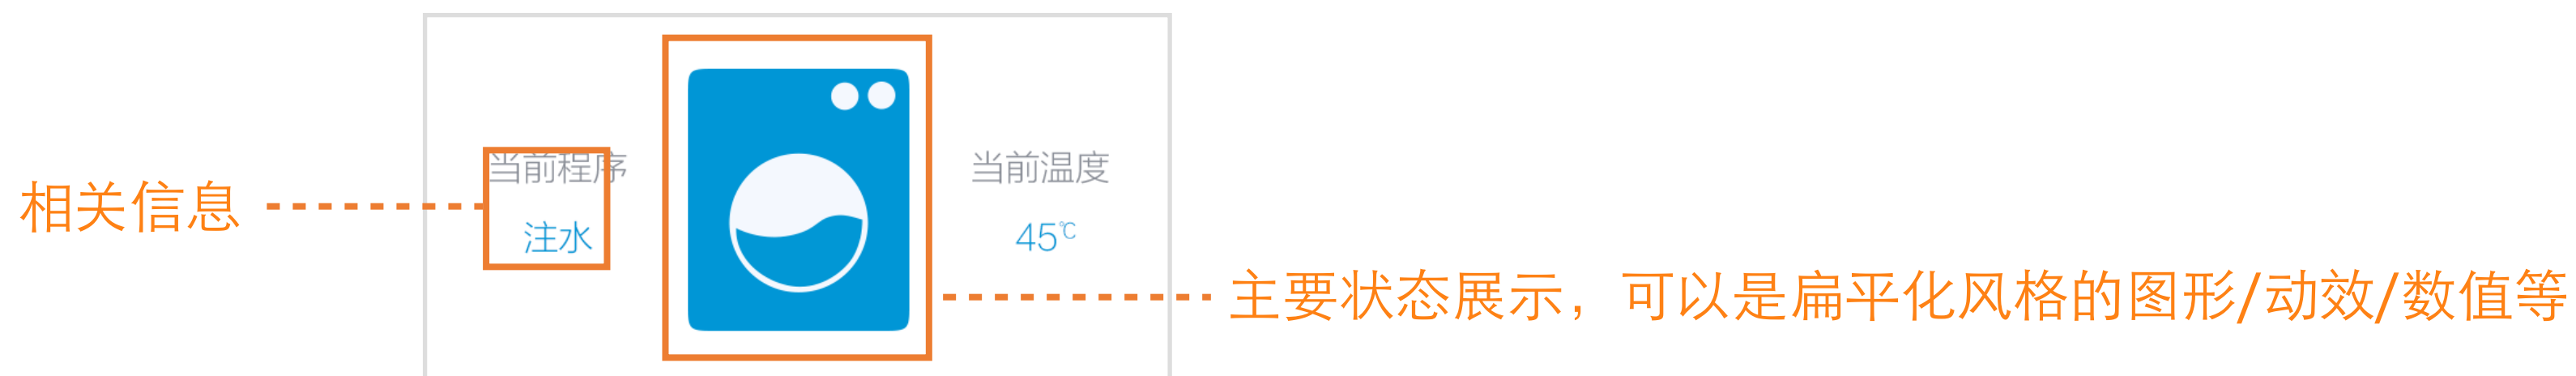 相关信息
当前程序
注水
当前温度
45℃
主要状态展示，可以是扁平化风格的图形/动效/数值等